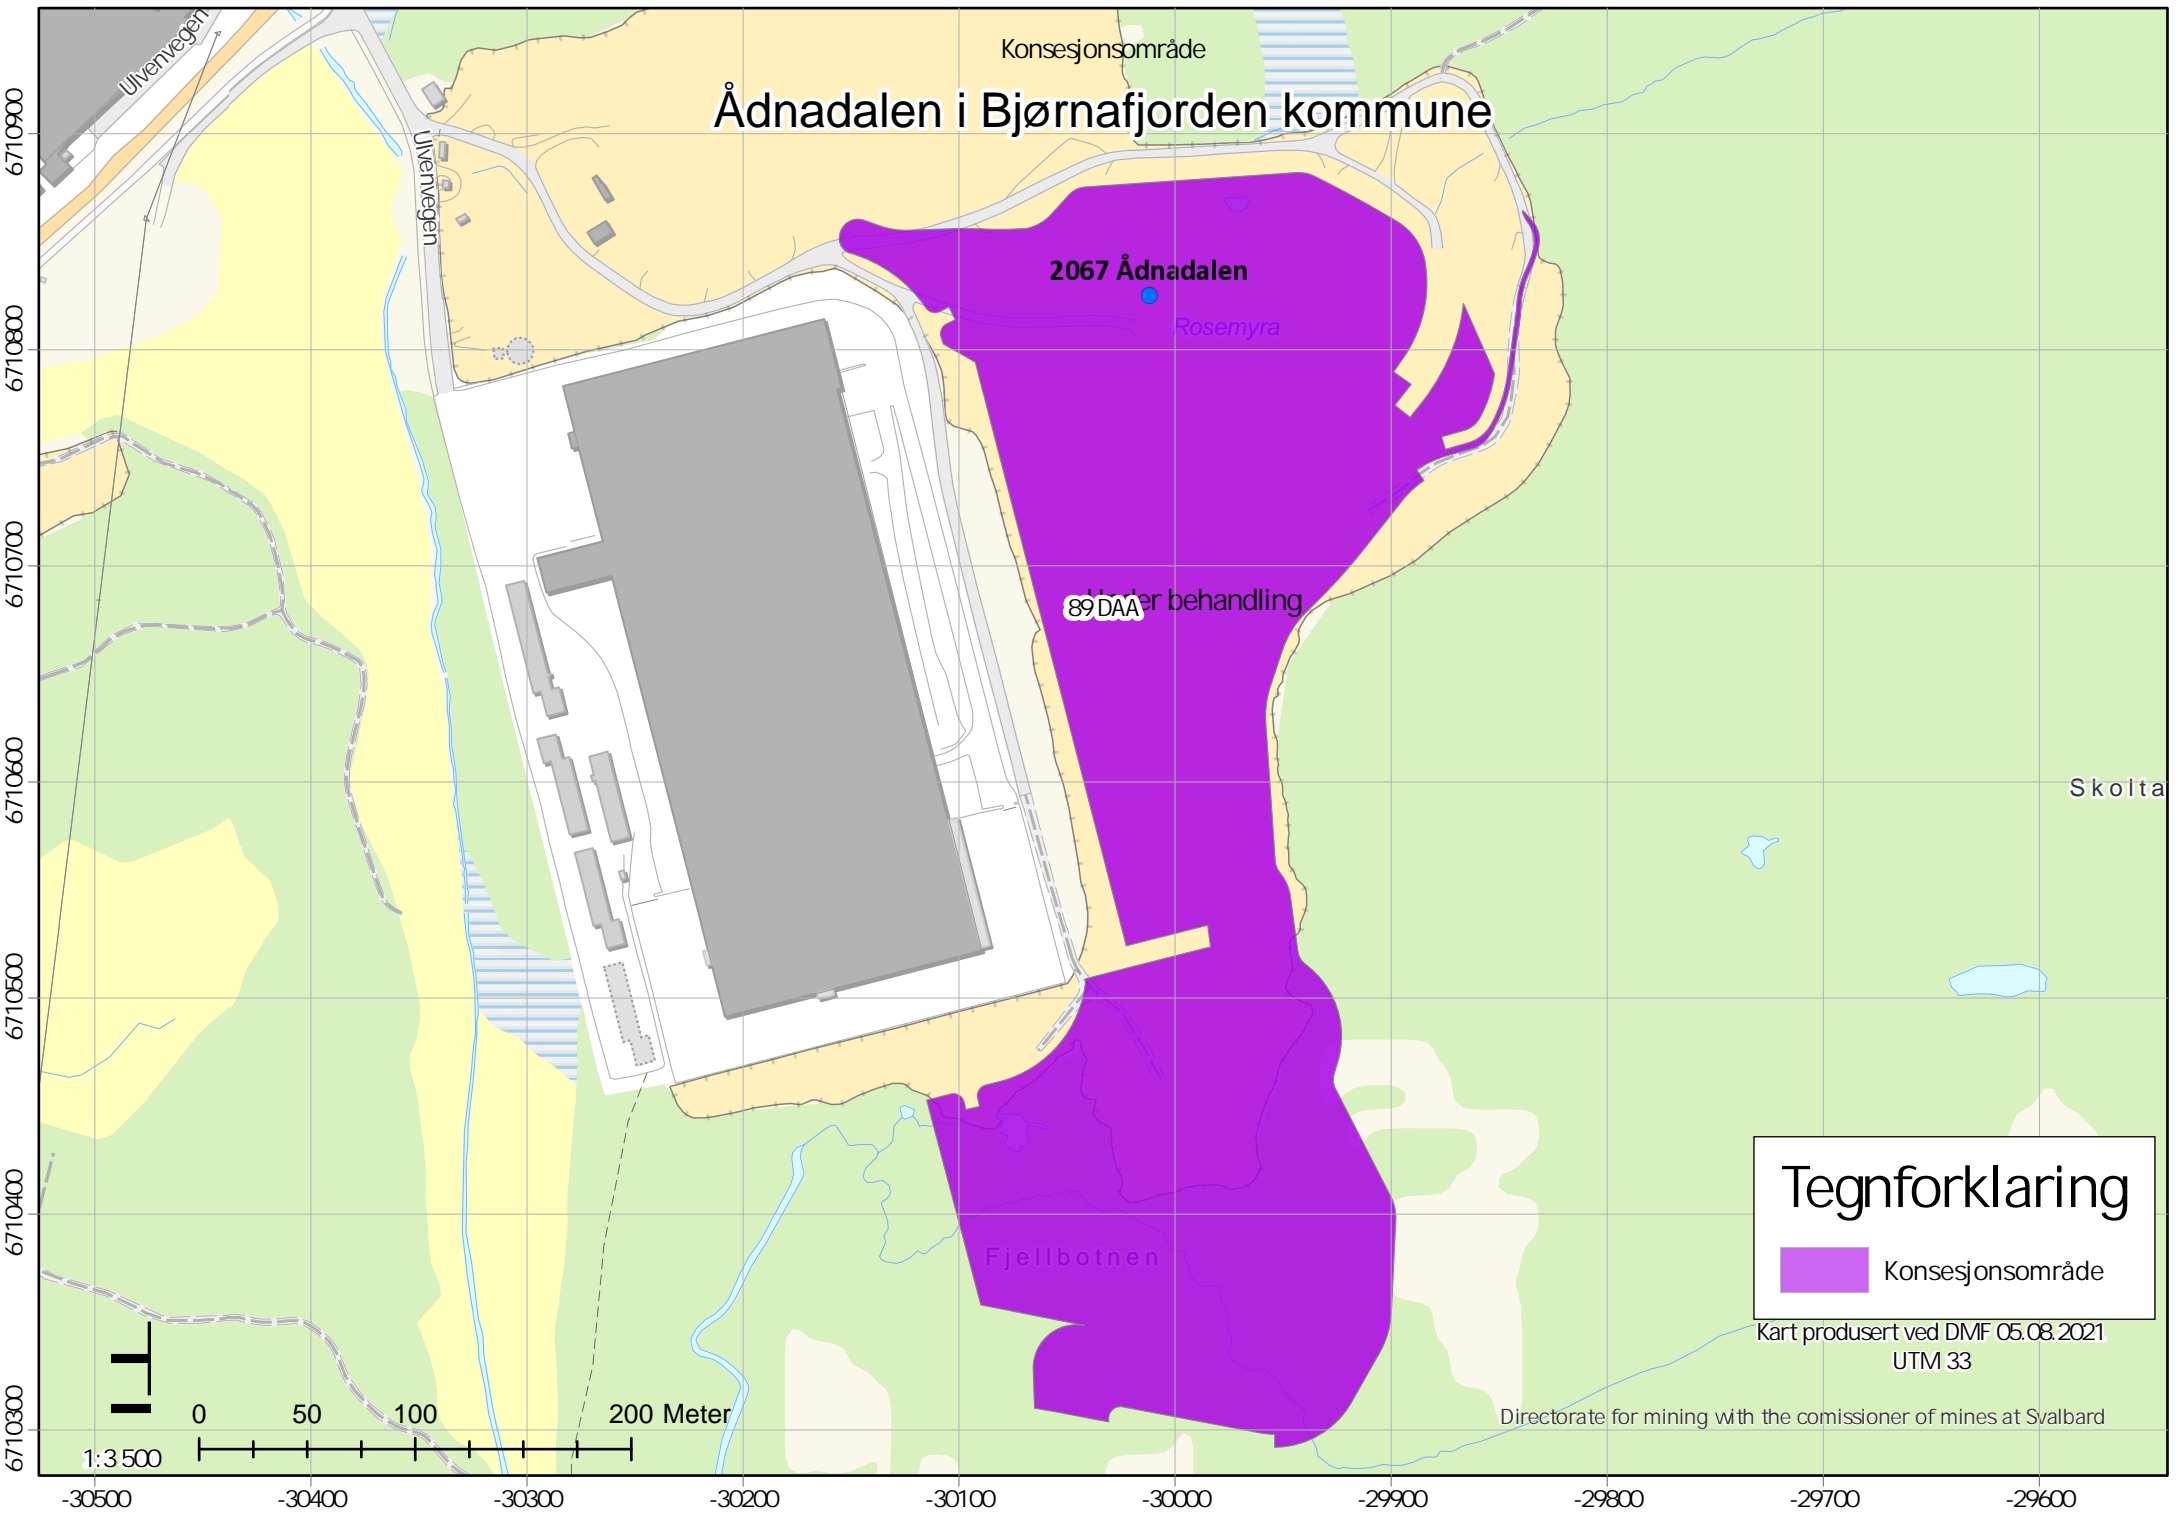 Konsesjonsområde
Ådnadalen i Bjørnafjorden kommune
Ulvenvegen
Ulvenvegen
2067 Ådnadalen
Rosemyra
Under behandling
89 DAA
Skolta
Fjellbotnen
Tegnforklaring
Konsesjonsområde
Kart produsert ved DMF 05.08.2021
UTM 33
Directorate for mining with the comissioner of mines at Svalbard
0 50 100 200 Meter
1:3 500
6710900
6710800
6710700
6710600
6710500
6710400
6710300
-30500 -30400 -30300 -30200 -30100 -30000 -29900 -29800 -29700 -29600